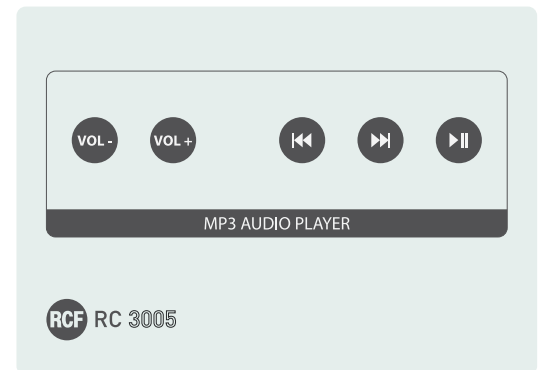 VOL - VOL +
MP3 AUDIO PLAYER
RCF RC 3005